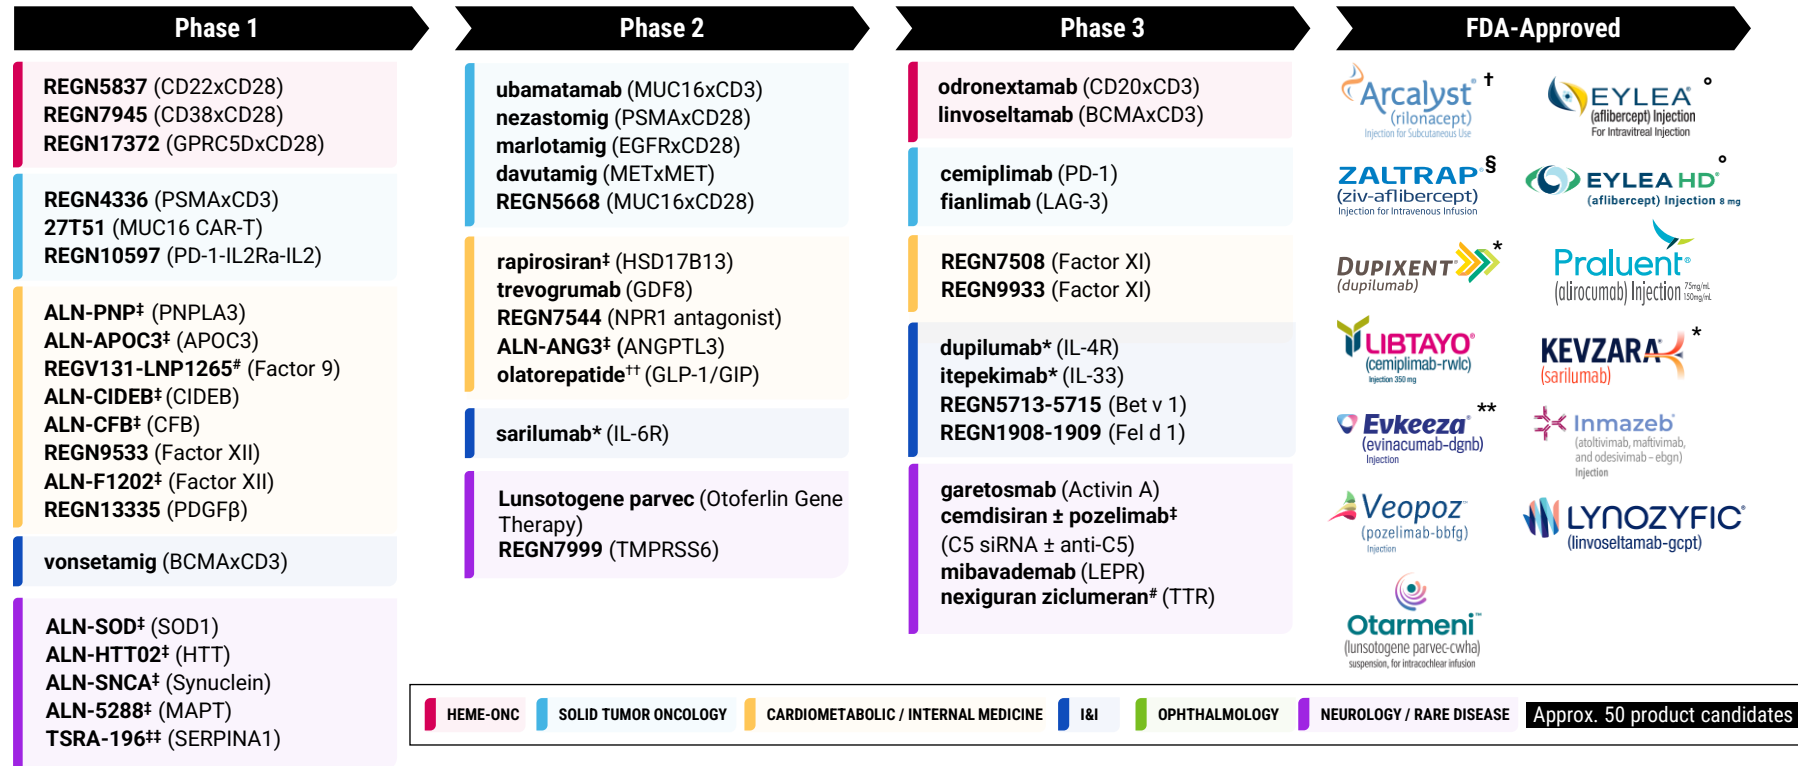 Phase 1
REGN5837 (CD22xCD28)
REGN7945 (CD38xCD28)
REGN17372 (GPRC5DxCD28)
REGN4336 (PSMAxCD3)
27T51 (MUC16 CAR-T)
REGN10597 (PD-1-IL2Ra-IL2)
ALN-PNP‡ (PNPLA3)
ALN-APOC3‡ (APOC3)
REGV131-LNP1265# (Factor 9)
ALN-CIDEB‡ (CIDEB)
ALN-CFB‡ (CFB)
REGN9533 (Factor XII)
ALN-F1202‡ (Factor XII)
REGN13335 (PDGFβ)
vonsetamig (BCMAxCD3)
ALN-SOD‡ (SOD1)
ALN-HTT02‡ (HTT)
ALN-SNCA‡ (Synuclein)
ALN-5288‡ (MAPT)
TSRA-196‡‡ (SERPINA1)
Phase 2
ubamatamab (MUC16xCD3)
nezastomig (PSMAxCD28)
marlotamig (EGFRxCD28)
davutamig (METxMET)
REGN5668 (MUC16xCD28)
rapirosiran‡ (HSD17B13)
trevogrumab (GDF8)
REGN7544 (NPR1 antagonist)
ALN-ANG3‡ (ANGPTL3)
olatorepatide†† (GLP-1/GIP)
sarilumab* (IL-6R)
Lunsotogene parvec (Otoferlin Gene
Therapy)
REGN7999 (TMPRSS6)
Phase 3
odronextamab (CD20xCD3)
linvoseltamab (BCMAxCD3)
cemiplimab (PD-1)
fianlimab (LAG-3)
REGN7508 (Factor XI)
REGN9933 (Factor XI)
dupilumab* (IL-4R)
itepekimab* (IL-33)
REGN5713-5715 (Bet v 1)
REGN1908-1909 (Fel d 1)
garetosmab (Activin A)
cemdisiran ± pozelimab‡
(C5 siRNA ± anti-C5)
mibavademab (LEPR)
nexiguran ziclumeran# (TTR)
FDA-Approved
Arcalyst® †
(rilonacept)
Injection for Subcutaneous Use
EYLEA® °
(aflibercept) Injection
For Intravitreal Injection
ZALTRAP® §
(ziv-aflibercept)
Injection for Intravenous Infusion
EYLEA HD® °
(aflibercept) Injection 8 mg
DUPIXENT® *
(dupilumab)
Praluent®
(alirocumab) Injection 75mg/mL
150mg/mL
LIBTAYO®
(cemiplimab-rwlc)
Injection 350 mg
KEVZARA® *
(sarilumab)
Evkeeza® **
(evinacumab-dgnb)
Injection
Inmazeb®
(atoltivimab, maftivimab,
and odesivimab – ebgn)
Injection
Veopoz™
(pozelimab-bbfg)
Injection
LYNOZYFIC®
(linvoseltamab-gcpt)
Otarmeni™
(lunsotogene parvec-cwha)
suspension, for intracochlear infusion
HEME-ONC
SOLID TUMOR ONCOLOGY
CARDIOMETABOLIC / INTERNAL MEDICINE
I&I
OPHTHALMOLOGY
NEUROLOGY / RARE DISEASE
Approx. 50 product candidates